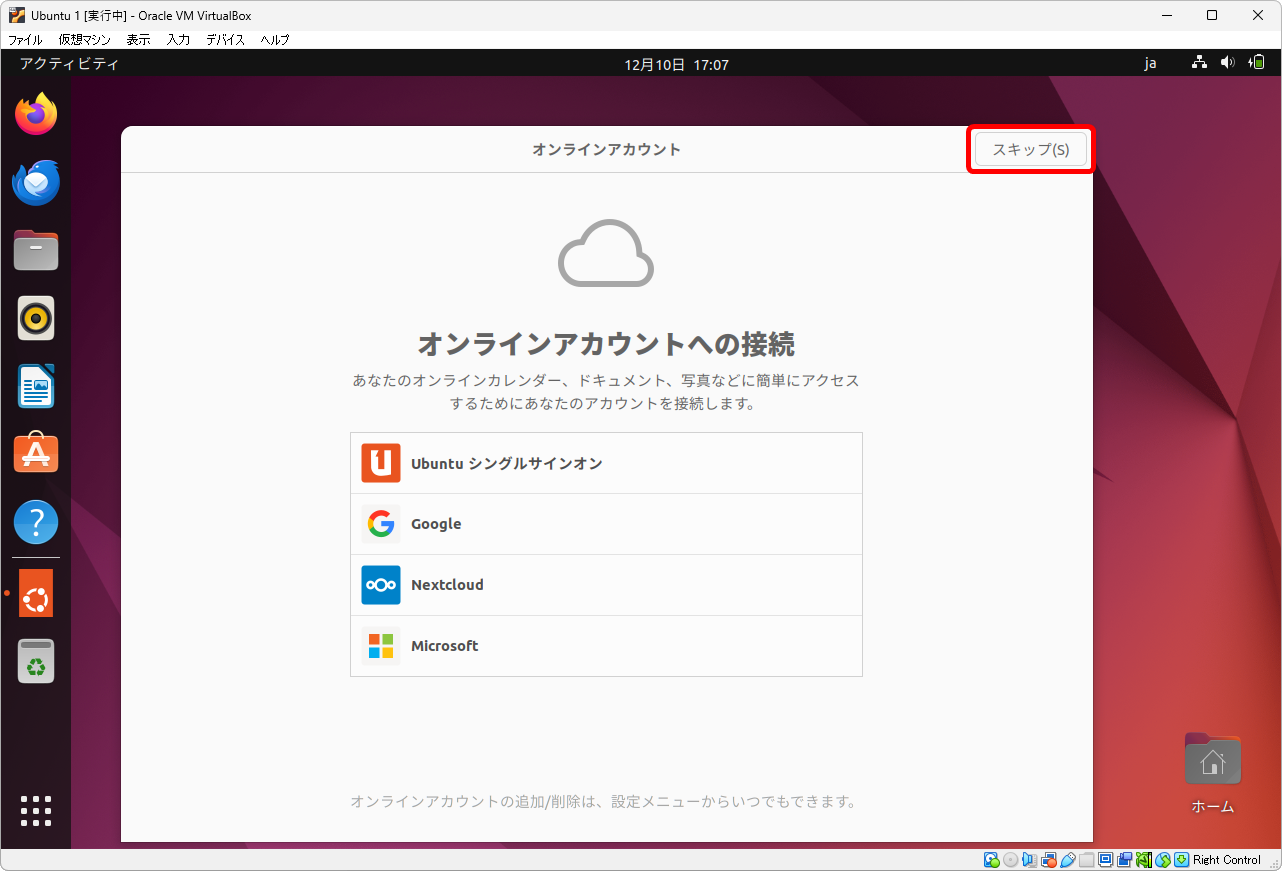 Ubuntu 1 [実行中] - Oracle VM VirtualBox
ファイル 仮想マシン 表示 入力 デバイス ヘルプ
アクティビティ 12月10日 17:07 ja
オンラインアカウント スキップ(S)
オンラインアカウントへの接続
あなたのオンラインカレンダー、ドキュメント、写真などに簡単にアクセス
するためにあなたのアカウントを接続します。
Ubuntu シングルサインオン
Google
Nextcloud
Microsoft
オンラインアカウントの追加/削除は、設定メニューからいつでもできます。
ホーム
Right Control